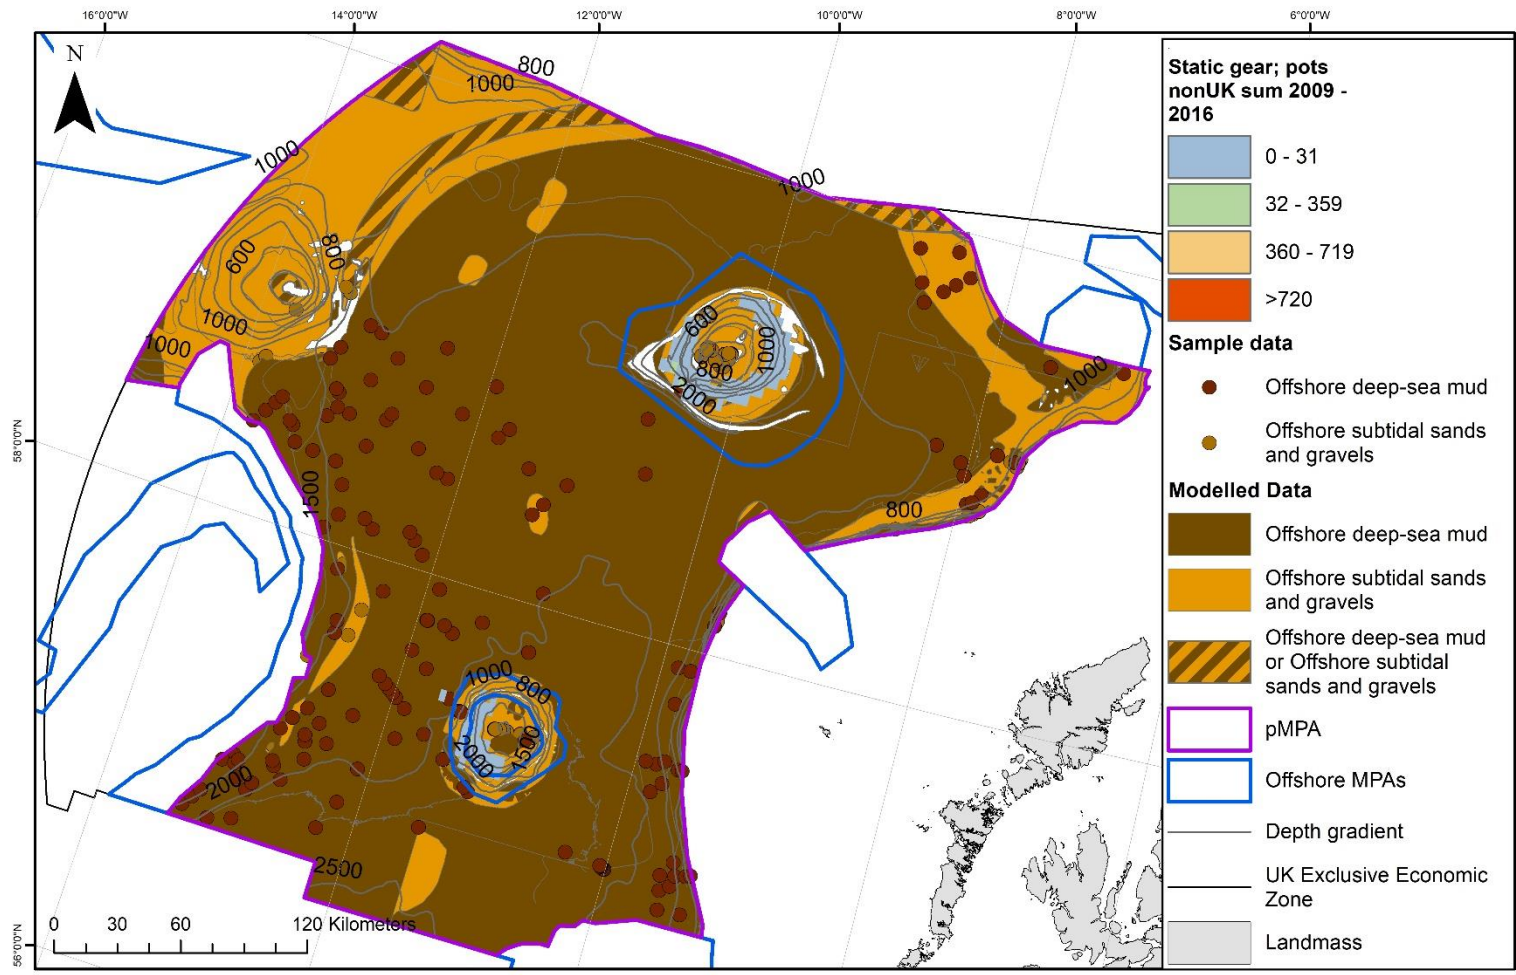 16°0'0"W
14°0'0"W
12°0'0"W
10°0'0"W
8°0'0"W
6°0'0"W
N
800
1000
1000
1000
600
800
1000
1000
600
1000
800
2000
1000
58°0'0"N
1500
800
1000
800
2000
1500
2000
2500
0 30 60 120 Kilometers
56°0'0"N
Static gear; pots
nonUK sum 2009 -
2016
0 - 31
32 - 359
360 - 719
>720
Sample data
Offshore deep-sea mud
Offshore subtidal sands
and gravels
Modelled Data
Offshore deep-sea mud
Offshore subtidal sands
and gravels
Offshore deep-sea mud
or Offshore subtidal
sands and gravels
pMPA
Offshore MPAs
Depth gradient
UK Exclusive Economic
Zone
Landmass